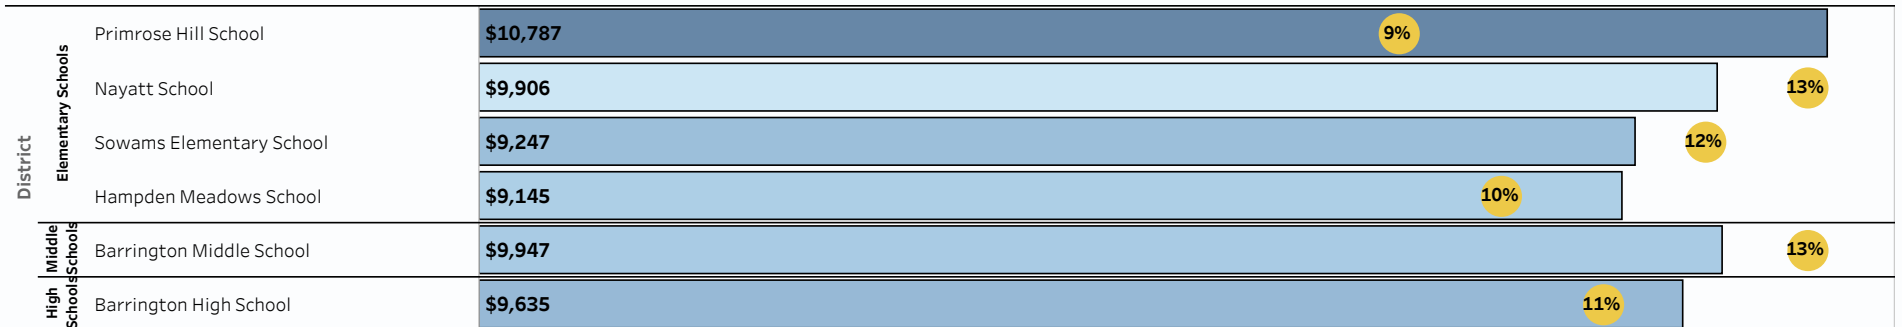 District
Elementary Schools
Primrose Hill School $10,787 9%
Nayatt School $9,906 13%
Sowams Elementary School $9,247 12%
Hampden Meadows School $9,145 10%
Middle
Schools
Barrington Middle School $9,947 13%
High
Schools
Barrington High School $9,635 11%